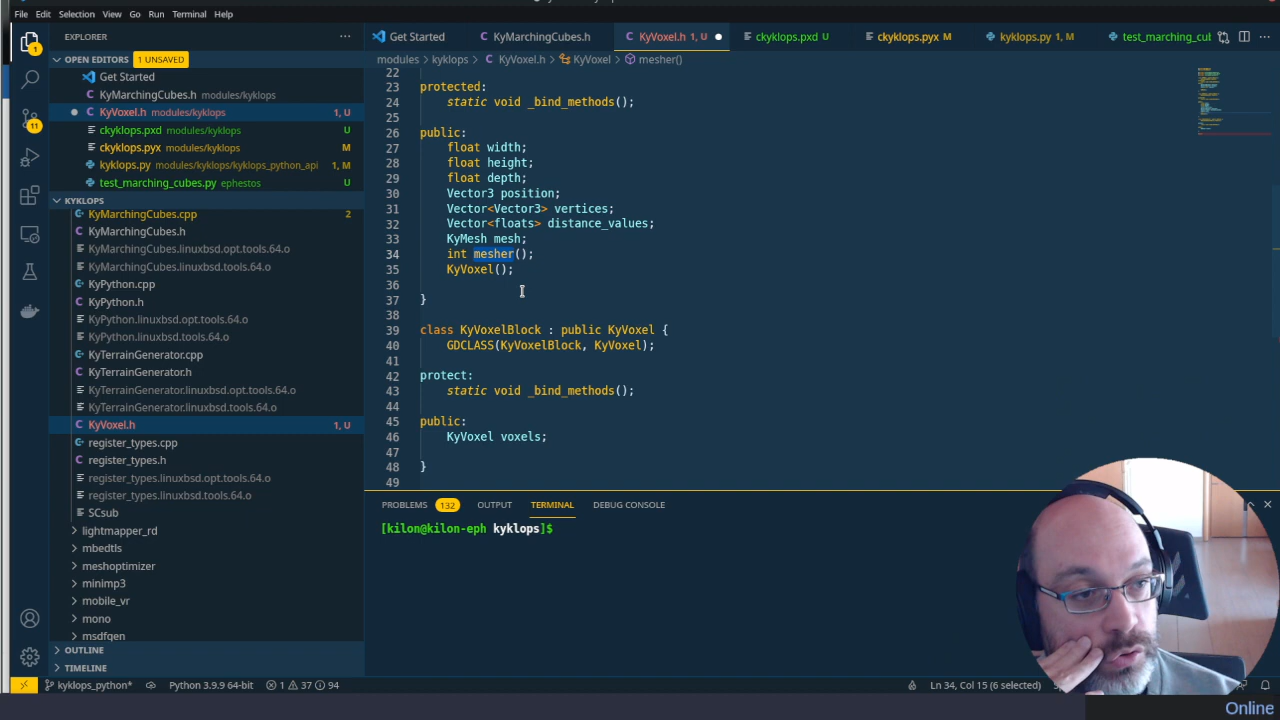 File Edit Selection View Go Run Terminal Help
EXPLORER
Get Started
KyMarchingCubes.h
KyVoxel.h 1, U
ckyklops.pxd U
ckyklops.pyx M
kyklops.py 1, M
test_marching_cub
modules > kyklops > KyVoxel.h > KyVoxel > mesher()
OPEN EDITORS 1 UNSAVED
Get Started
KyMarchingCubes.h modules/kyklops
KyVoxel.h modules/kyklops 1, U
ckyklops.pxd modules/kyklops U
ckyklops.pyx modules/kyklops M
kyklops.py modules/kyklops/kyklops_python_api 1, M
test_marching_cubes.py ephestos U
KYKLOPS
KyMarchingCubes.cpp 2
KyMarchingCubes.h
KyMarchingCubes.linuxbsd.opt.tools.64.o
KyMarchingCubes.linuxbsd.tools.64.o
KyPython.cpp
KyPython.h
KyPython.linuxbsd.opt.tools.64.o
KyPython.linuxbsd.tools.64.o
KyTerrainGenerator.cpp
KyTerrainGenerator.h
KyTerrainGenerator.linuxbsd.opt.tools.64.o
KyTerrainGenerator.linuxbsd.tools.64.o
KyVoxel.h 1, U
register_types.cpp
register_types.h
register_types.linuxbsd.opt.tools.64.o
register_types.linuxbsd.tools.64.o
SCsub
lightmapper_rd
mbedtls
meshoptimizer
minimp3
mobile_vr
mono
msdfgen
OUTLINE
TIMELINE
1
11
22
23 protected:
24 static void _bind_methods();
25
26 public:
27 float width;
28 float height;
29 float depth;
30 Vector3 position;
31 Vector<Vector3> vertices;
32 Vector<floats> distance_values;
33 KyMesh mesh;
34 int mesher();
35 KyVoxel();
36
37 }
38
39 class KyVoxelBlock : public KyVoxel {
40 GDCLASS(KyVoxelBlock, KyVoxel);
41
42 protect:
43 static void _bind_methods();
44
45 public:
46 KyVoxel voxels;
47
48 }
49
PROBLEMS 132 OUTPUT TERMINAL DEBUG CONSOLE
[kilon@kilon-eph kyklops]$
kyklops_python* Python 3.9.9 64-bit 1 37 94
Ln 34, Col 15 (6 selected)
Online